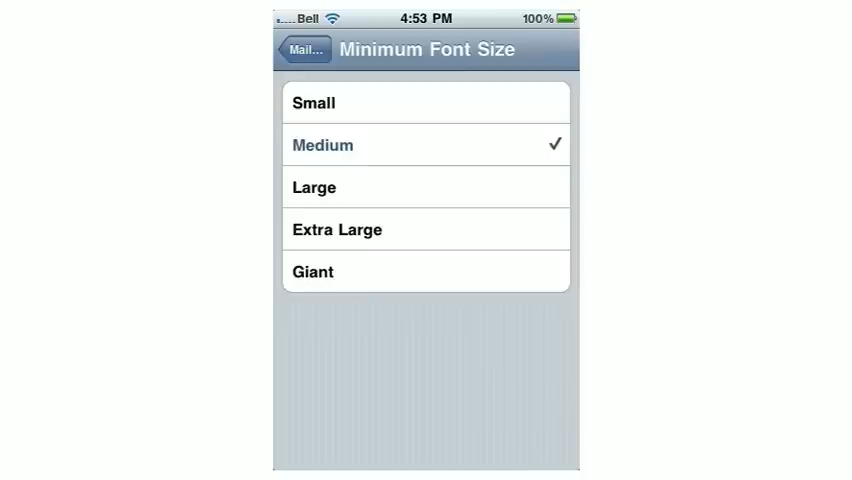 Bell 4:53 PM 100%
Mail... Minimum Font Size
Small
Medium
Large
Extra Large
Giant